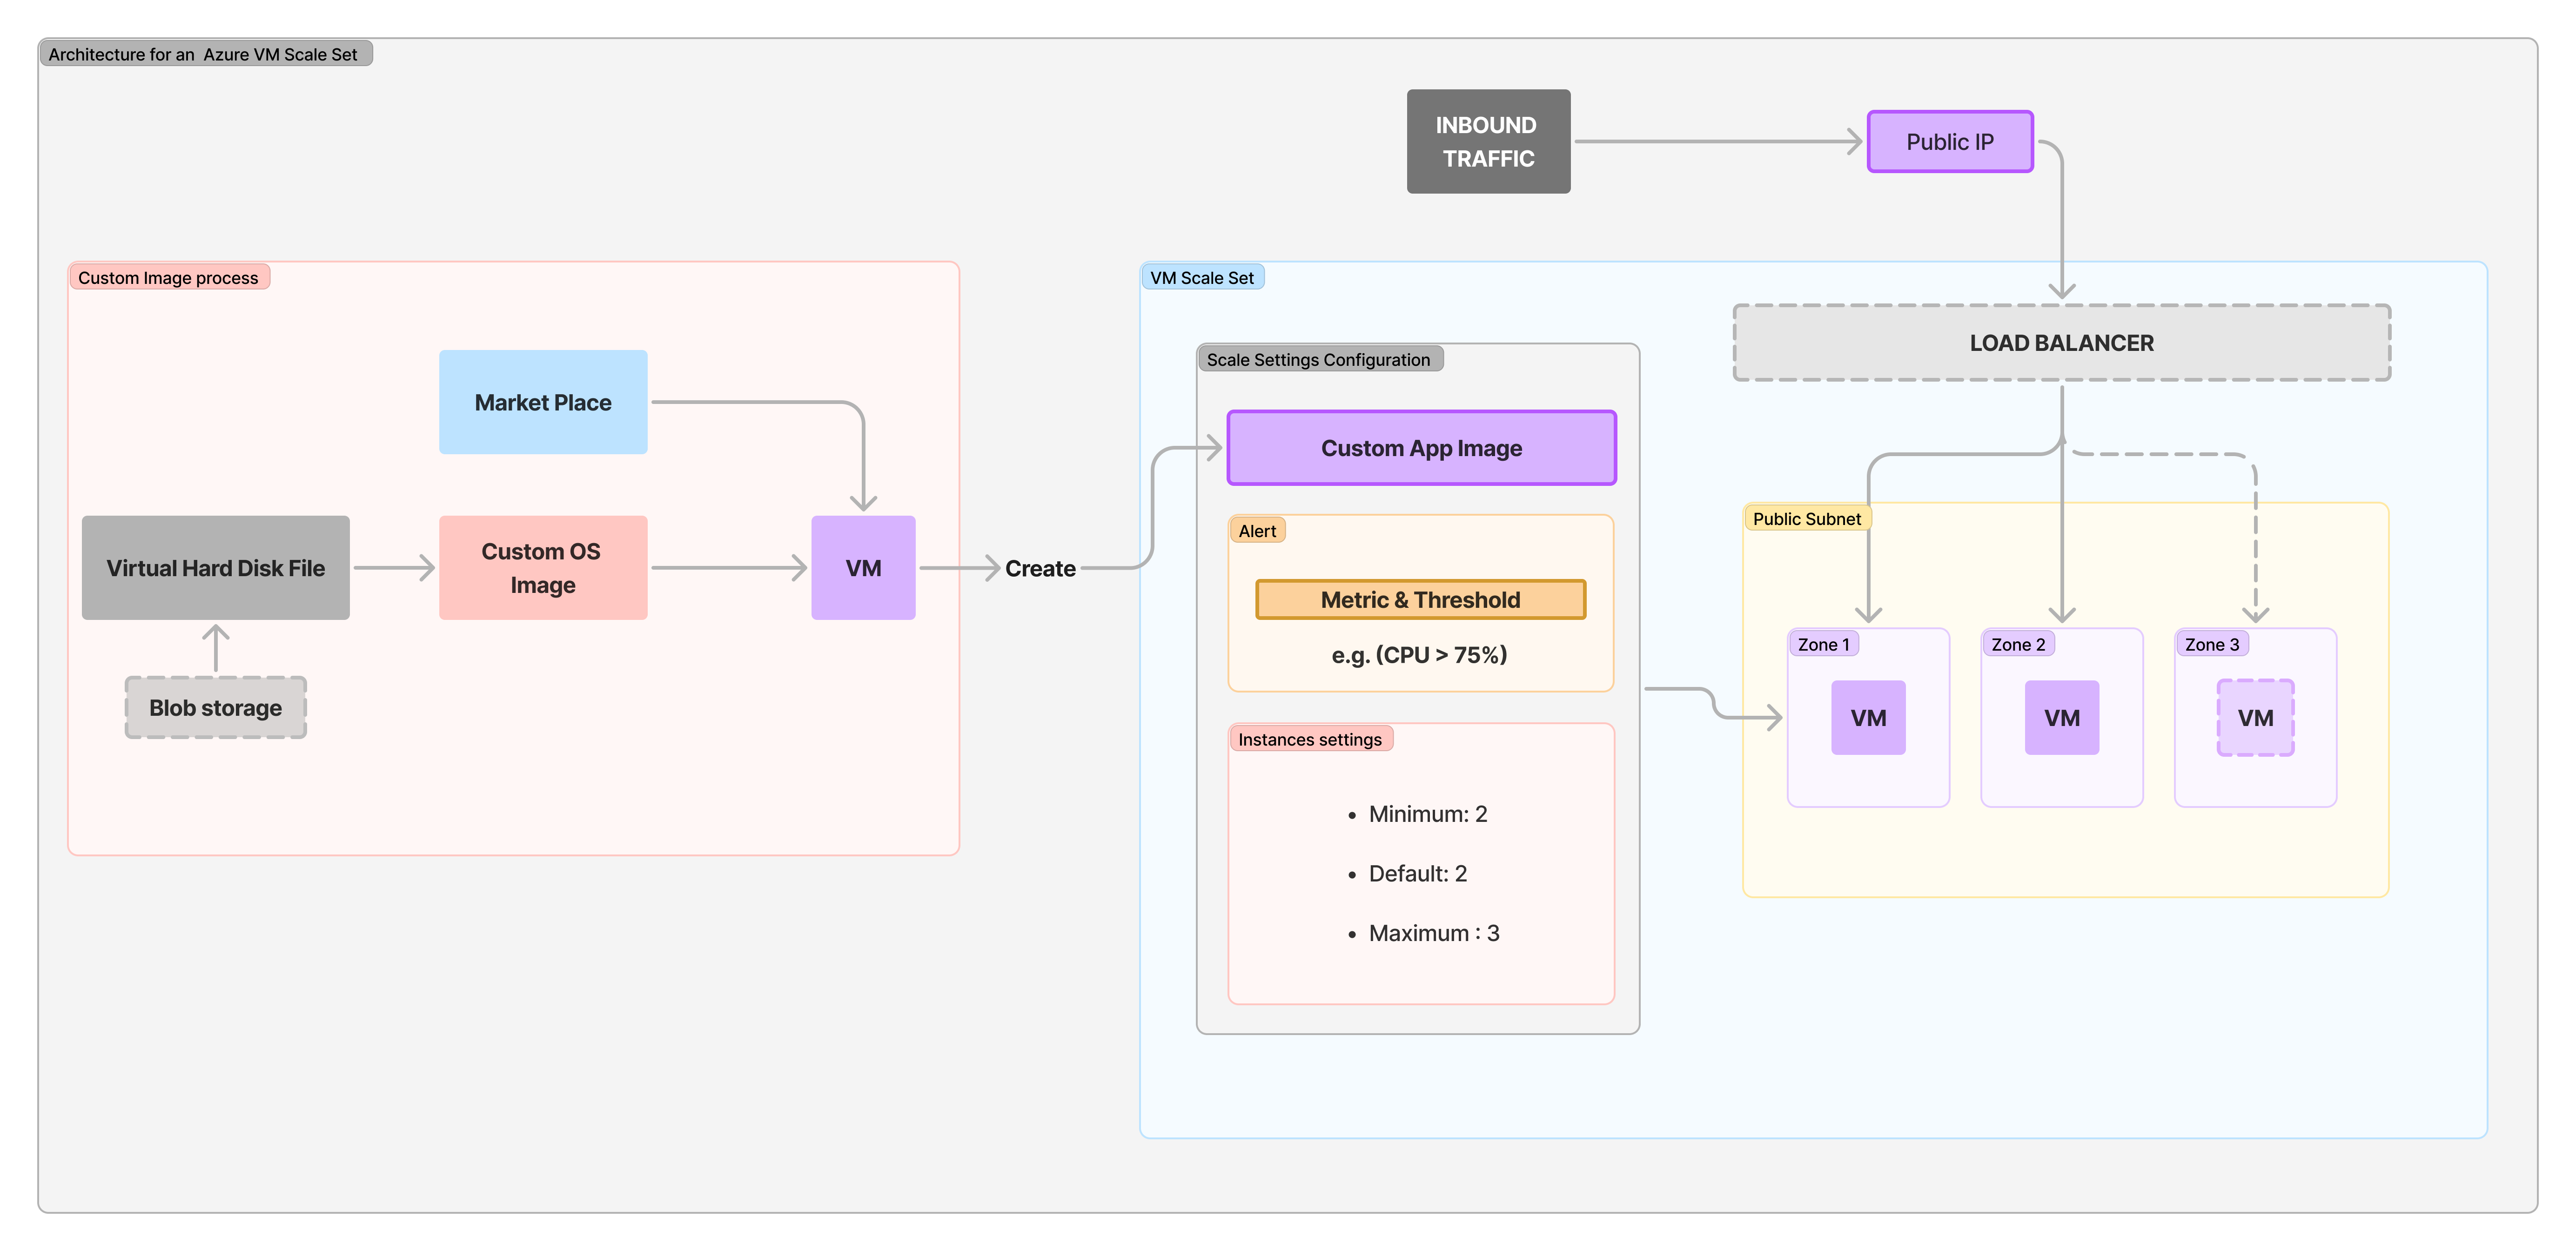 Architecture for an Azure VM Scale Set
INBOUND
TRAFFIC
Public IP
Custom Image process
Market Place
Virtual Hard Disk File
Custom OS
Image
VM
Blob storage
Create
VM Scale Set
Scale Settings Configuration
Custom App Image
Alert
Metric & Threshold
e.g. (CPU > 75%)
Instances settings
• Minimum: 2
• Default: 2
• Maximum : 3
LOAD BALANCER
Public Subnet
Zone 1
VM
Zone 2
VM
Zone 3
VM